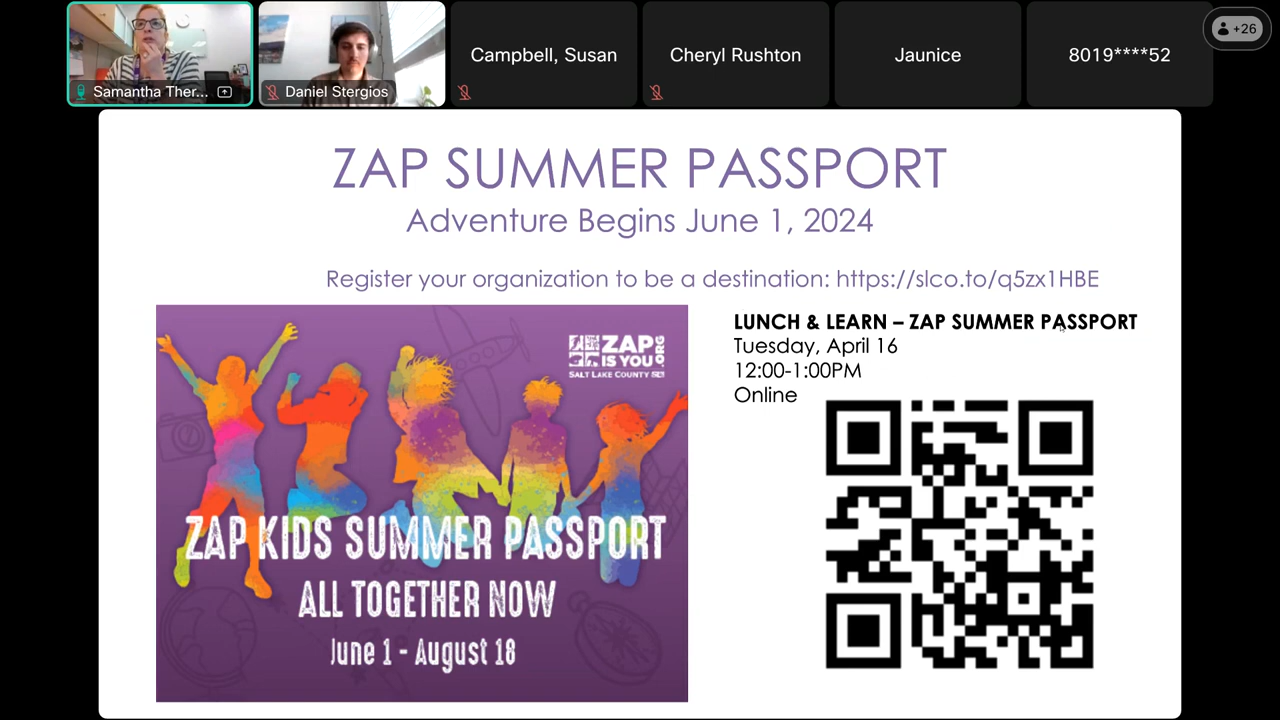 Samantha Ther...
Daniel Stergios
Campbell, Susan
Cheryl Rushton
Jaunice
8019****52
+26
ZAP SUMMER PASSPORT
Adventure Begins June 1, 2024
Register your organization to be a destination: https://slco.to/q5zx1HBE
ZAP
IS YOU.ORG
SALT LAKE COUNTY
ZAP KIDS SUMMER PASSPORT
ALL TOGETHER NOW
June 1 - August 18
LUNCH & LEARN – ZAP SUMMER PASSPORT
Tuesday, April 16
12:00-1:00PM
Online